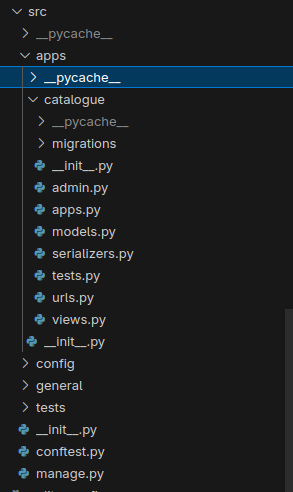 src
__pycache__
apps
__pycache__
catalogue
__pycache__
migrations
__init__.py
admin.py
apps.py
models.py
serializers.py
tests.py
urls.py
views.py
__init__.py
config
general
tests
__init__.py
conftest.py
manage.py